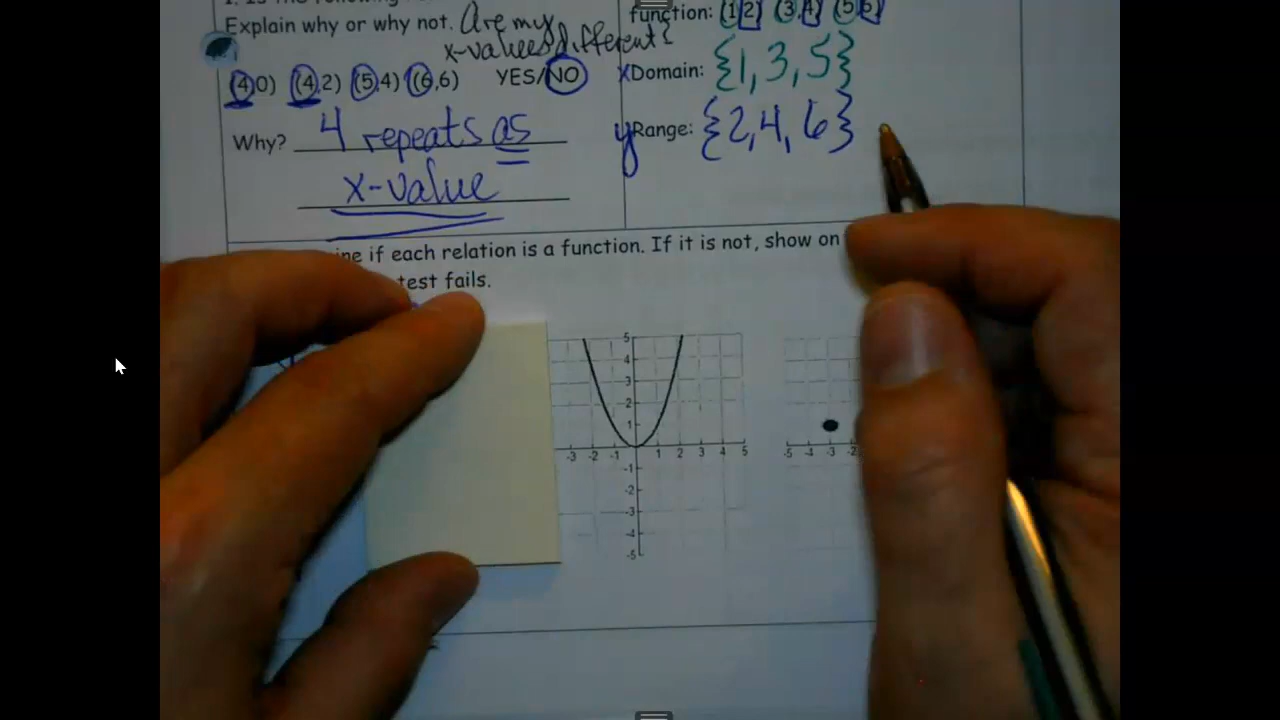 Explain why or why not. Are my
x-values different?
(4,0) (4,2) (5,4) (6,6) YES/NO
Why? 4 repeats as
x-value
function: (1,2) (3,4) (5,6)
x Domain: {1, 3, 5}
y Range: {2, 4, 6}
if each relation is a function. If it is not, show on
test fails.
5
4
3
2
1
-3 -2 -1 1 2 3 4 5
-1
-2
-3
-4
-5
-5 -4 -3 -2